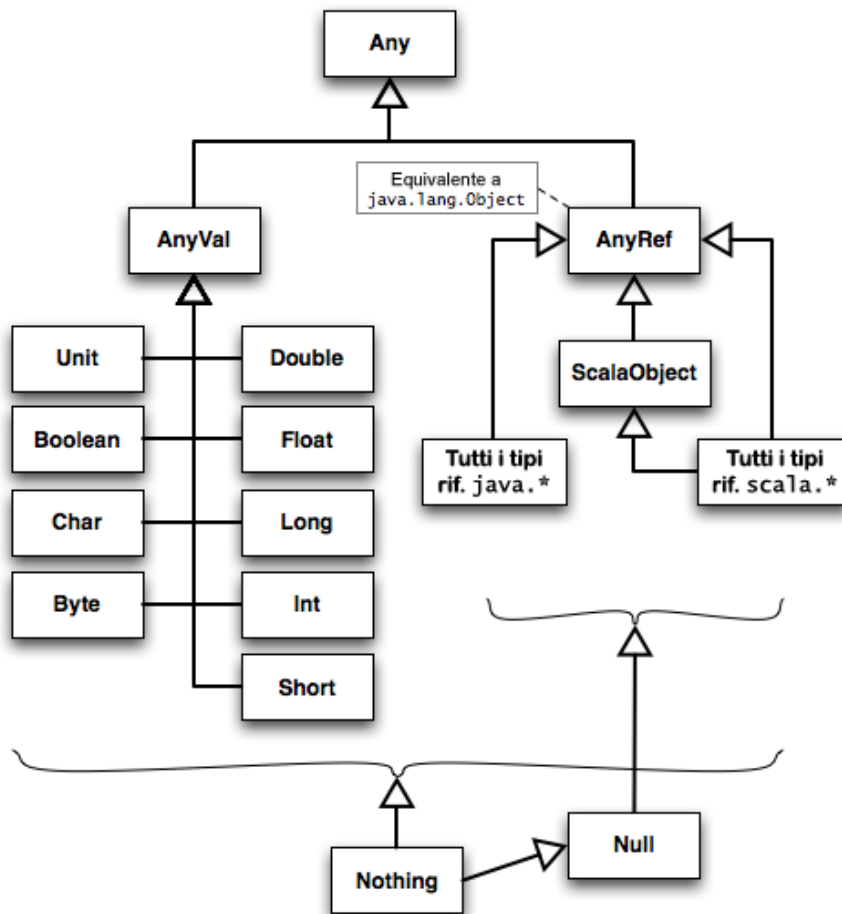 Any
Equivalente a
java.lang.Object
AnyVal
AnyRef
Unit
Double
ScalaObject
Boolean
Float
Tutti i tipi
rif. java.*
Tutti i tipi
rif. scala.*
Char
Long
Byte
Int
Short
Null
Nothing